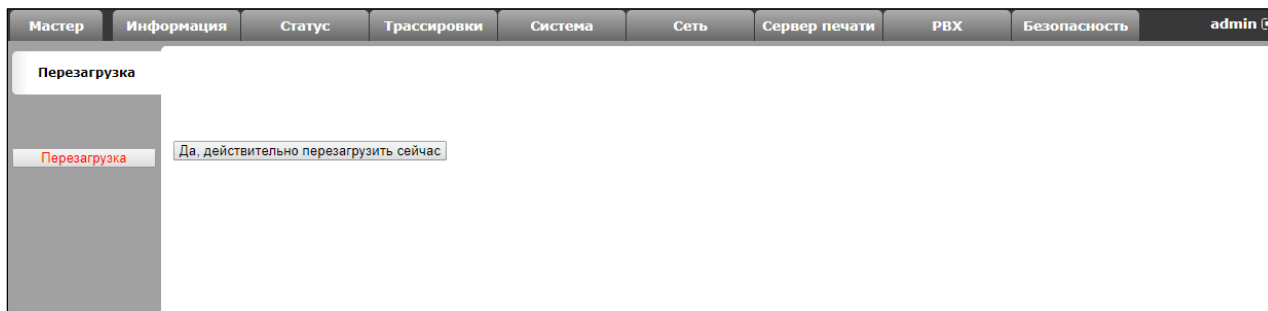 Мастер Информация Статус Трассировки Система Сеть Сервер печати PBX Безопасность admin
Перезагрузка
Перезагрузка
Да, действительно перезагрузить сейчас